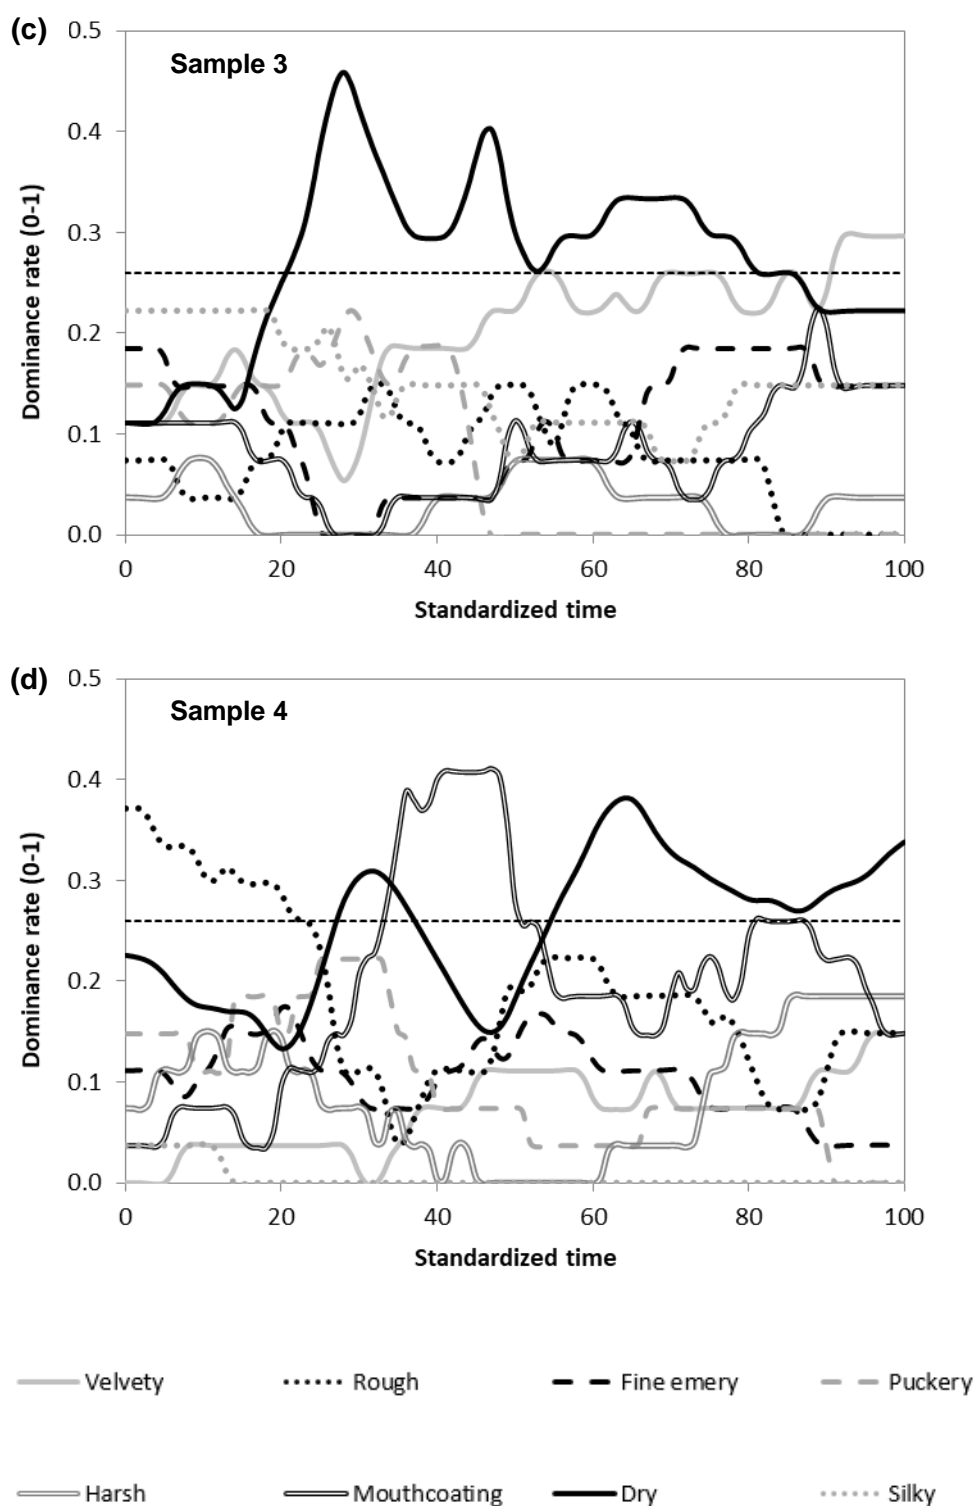 (c)
Sample 3
Dominance rate (0-1)
0.5
0.4
0.3
0.2
0.1
0.0
0 20 40 60 80 100
Standardized time
(d)
Sample 4
Dominance rate (0-1)
0.5
0.4
0.3
0.2
0.1
0.0
0 20 40 60 80 100
Standardized time
Velvety Rough Fine emery Puckery
Harsh Mouthcoating Dry Silky